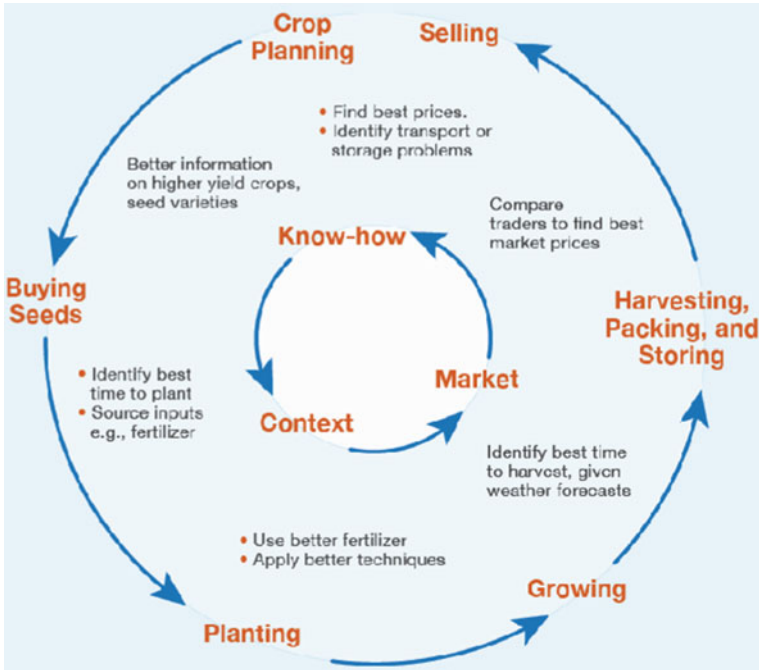 Crop
Planning
Selling
• Find best prices.
• Identify transport or
storage problems
Better information
on higher yield crops,
seed varieties
Compare
traders to find best
market prices
Know-how
Buying
Seeds
Harvesting,
Packing, and
Storing
• Identify best
time to plant
• Source inputs
e.g., fertilizer
Market
Context
Identify best time
to harvest, given
weather forecasts
• Use better fertilizer
• Apply better techniques
Growing
Planting